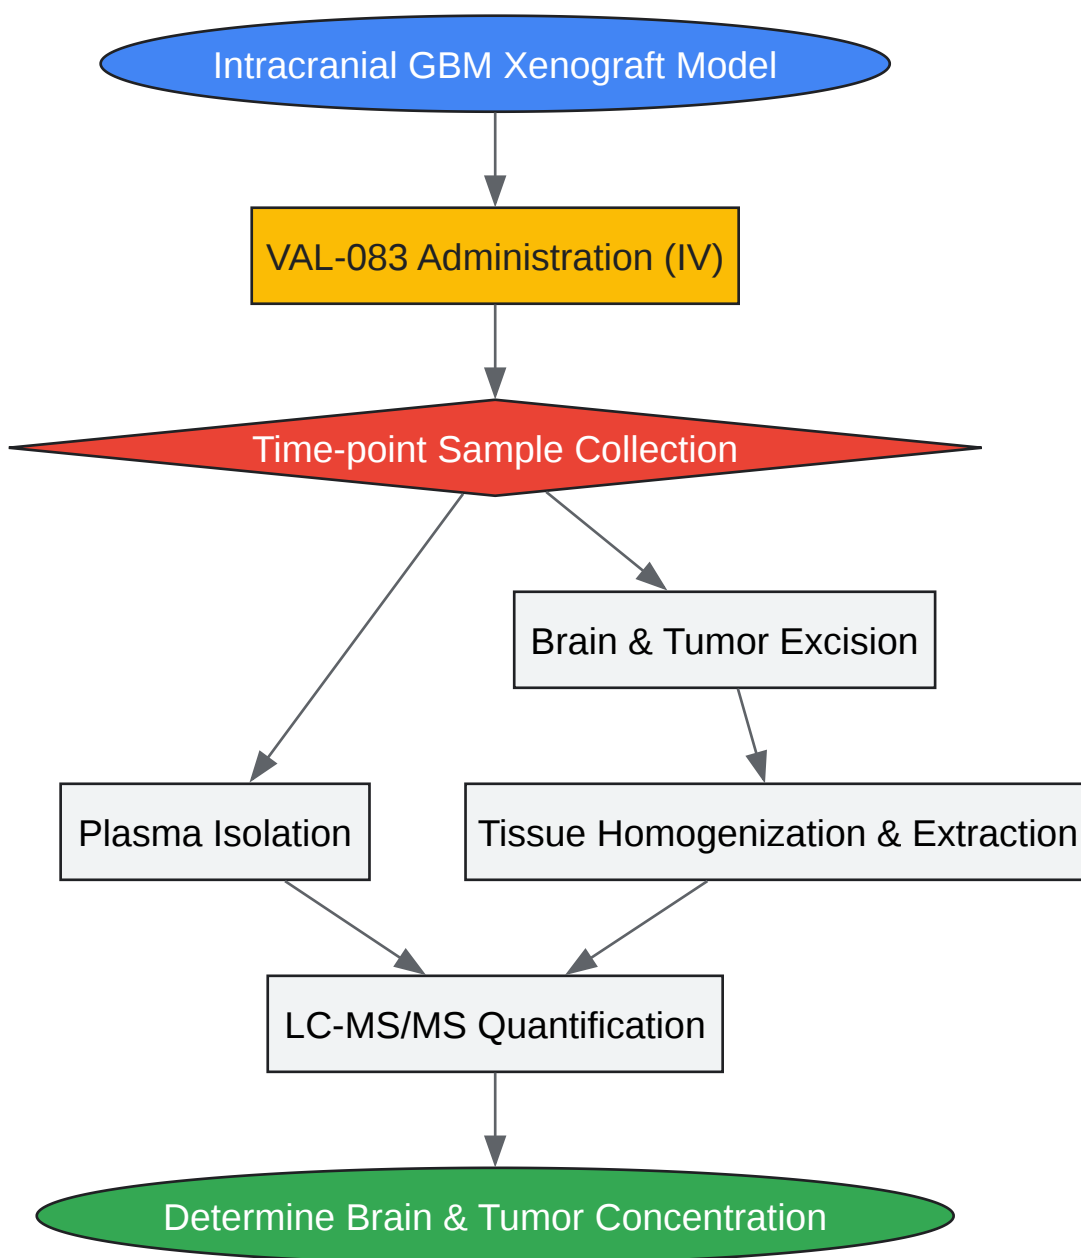 Intracranial GBM Xenograft Model
VAL-083 Administration (IV)
Time-point Sample Collection
Brain & Tumor Excision
Plasma Isolation
Tissue Homogenization & Extraction
LC-MS/MS Quantification
Determine Brain & Tumor Concentration